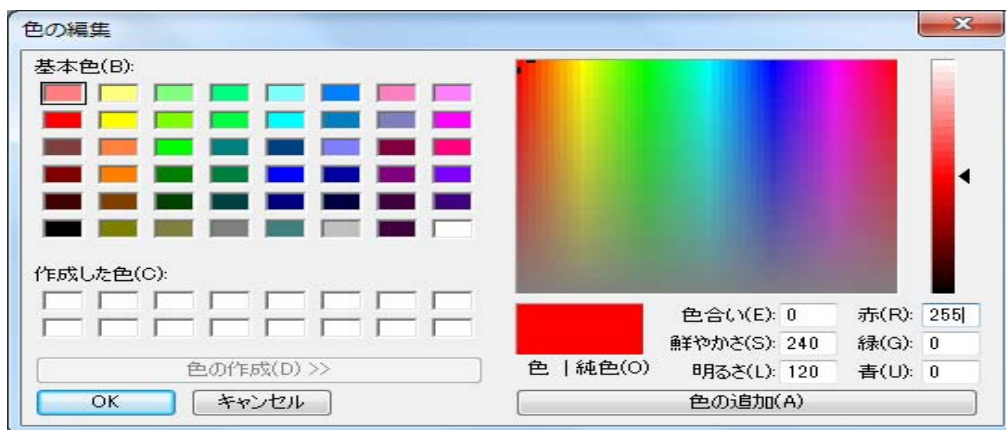 色の編集
基本色(B):
作成した色(C):
色の作成(D) >>
OK
キャンセル
色 | 純色(O)
色合い(E): 0
鮮やかさ(S): 240
明るさ(L): 120
赤(R): 255
緑(G): 0
青(U): 0
色の追加(A)